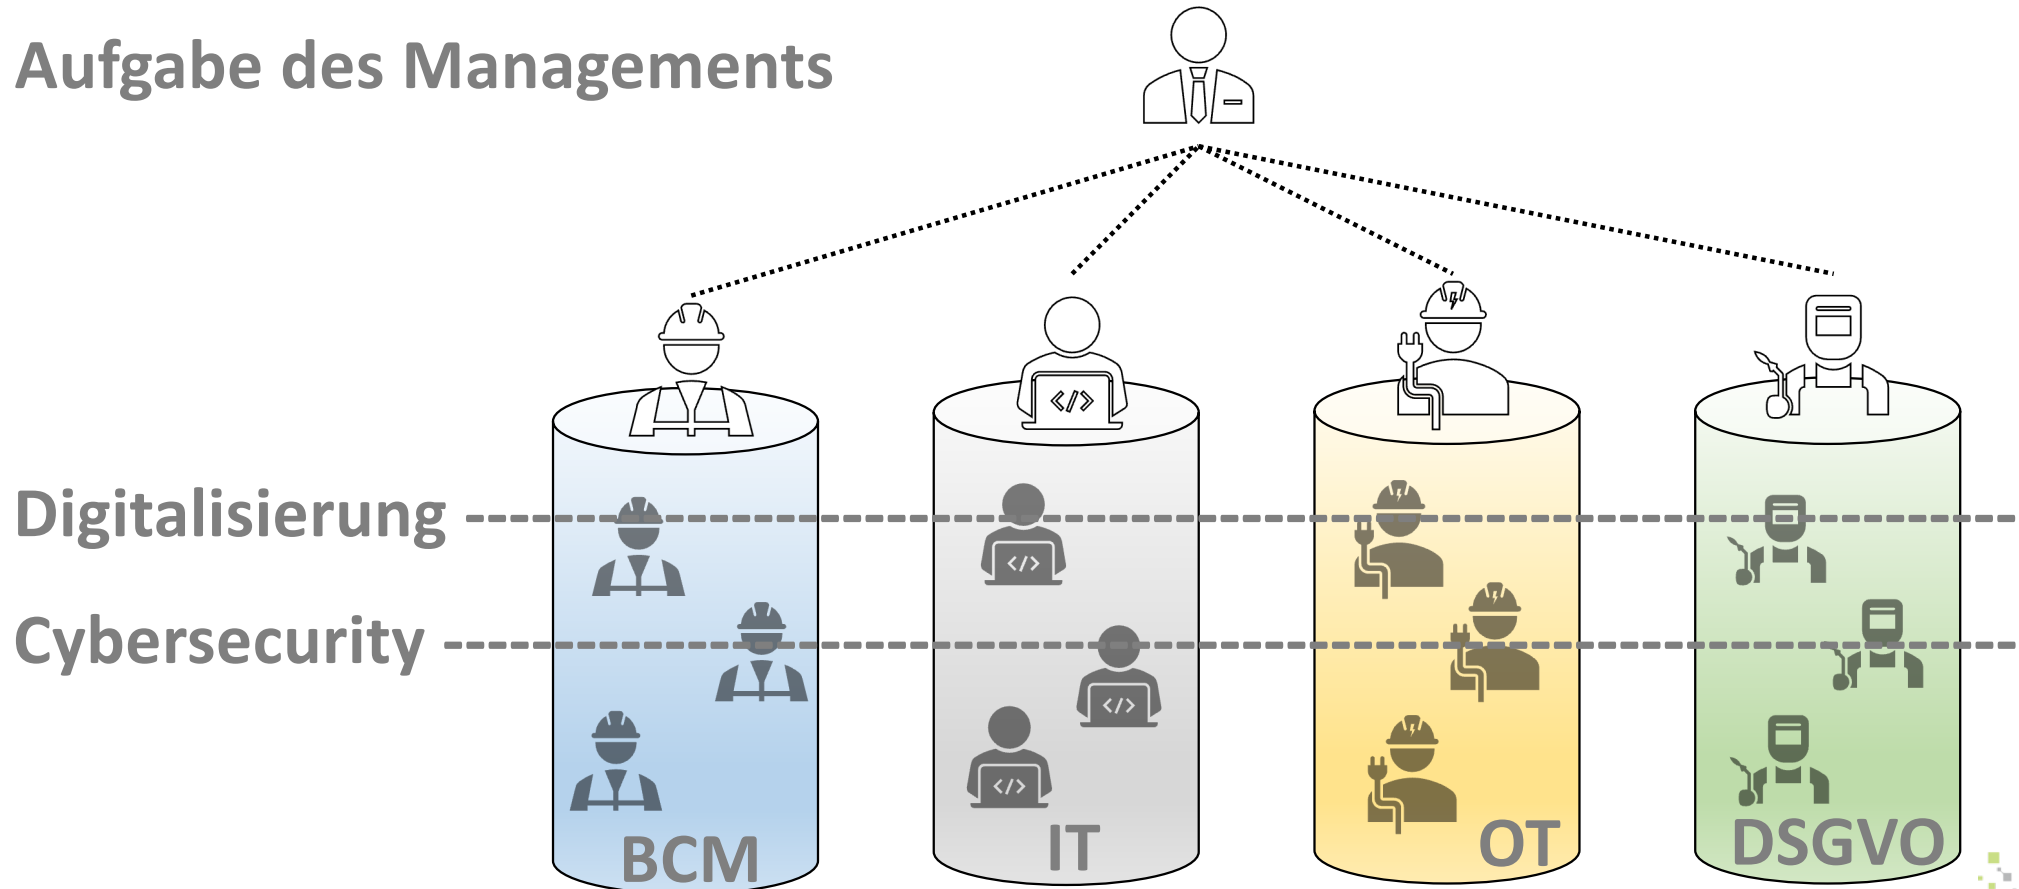 Aufgabe des Managements
</>
Digitalisierung
</>
Cybersecurity
</>
</>
BCM
IT
OT
DSGVO